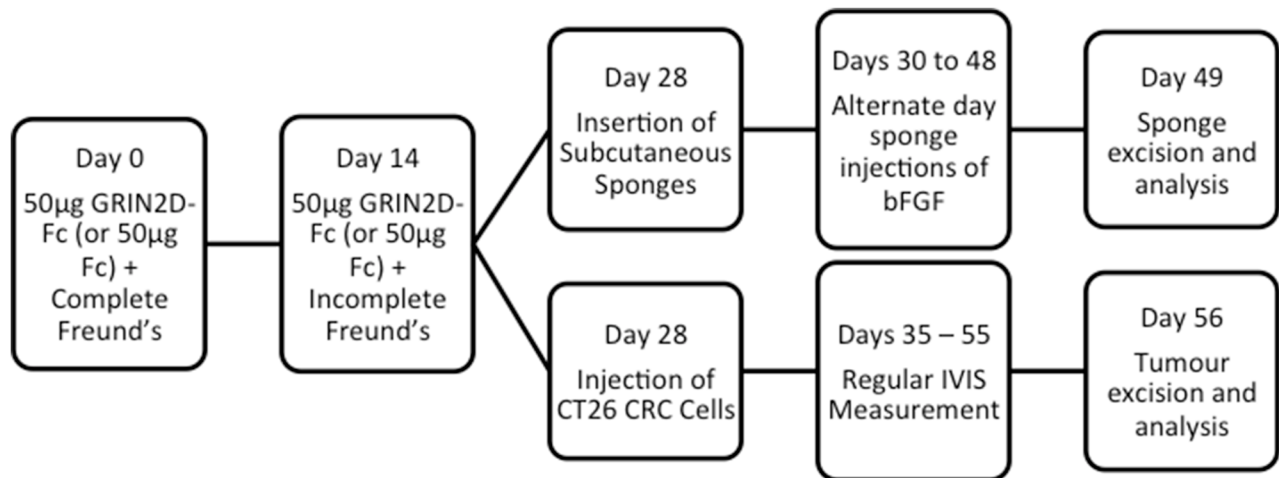 Day 0
50µg GRIN2D-
Fc (or 50µg
Fc) +
Complete
Freund's
Day 14
50µg GRIN2D-
Fc (or 50µg
Fc) +
Incomplete
Freund's
Day 28
Insertion of
Subcutaneous
Sponges
Days 30 to 48
Alternate day
sponge
injections of
bFGF
Day 49
Sponge
excision and
analysis
Day 28
Injection of
CT26 CRC Cells
Days 35 – 55
Regular IVIS
Measurement
Day 56
Tumour
excision and
analysis